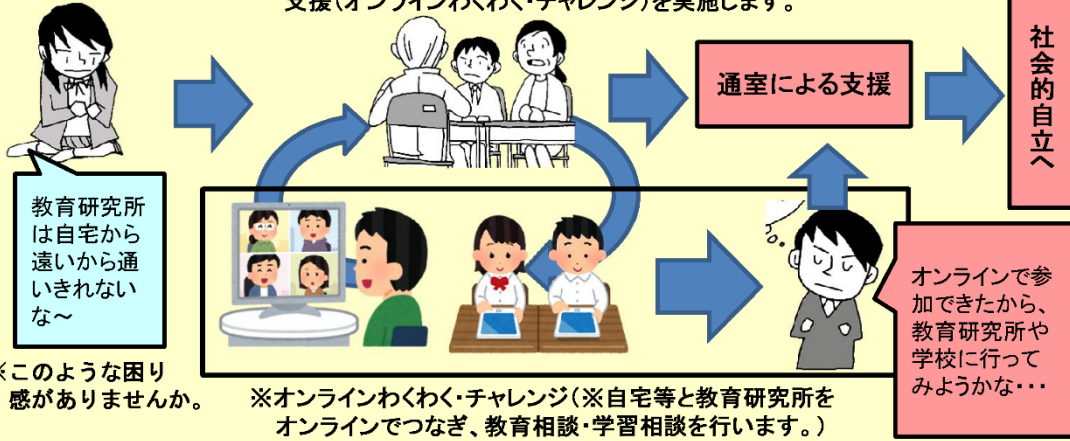 支援(オンラインわくわく・チャレンジ)を実施します。
通室による支援
社会的自立へ
教育研究所
は自宅から
遠いから通
いきれない
な～
※このような困り
感がありませんか。
オンラインで参
加できたから、
教育研究所や
学校に行って
みようかな・・・
※オンラインわくわく・チャレンジ(※自宅等と教育研究所を
オンラインでつなぎ、教育相談・学習相談を行います。)